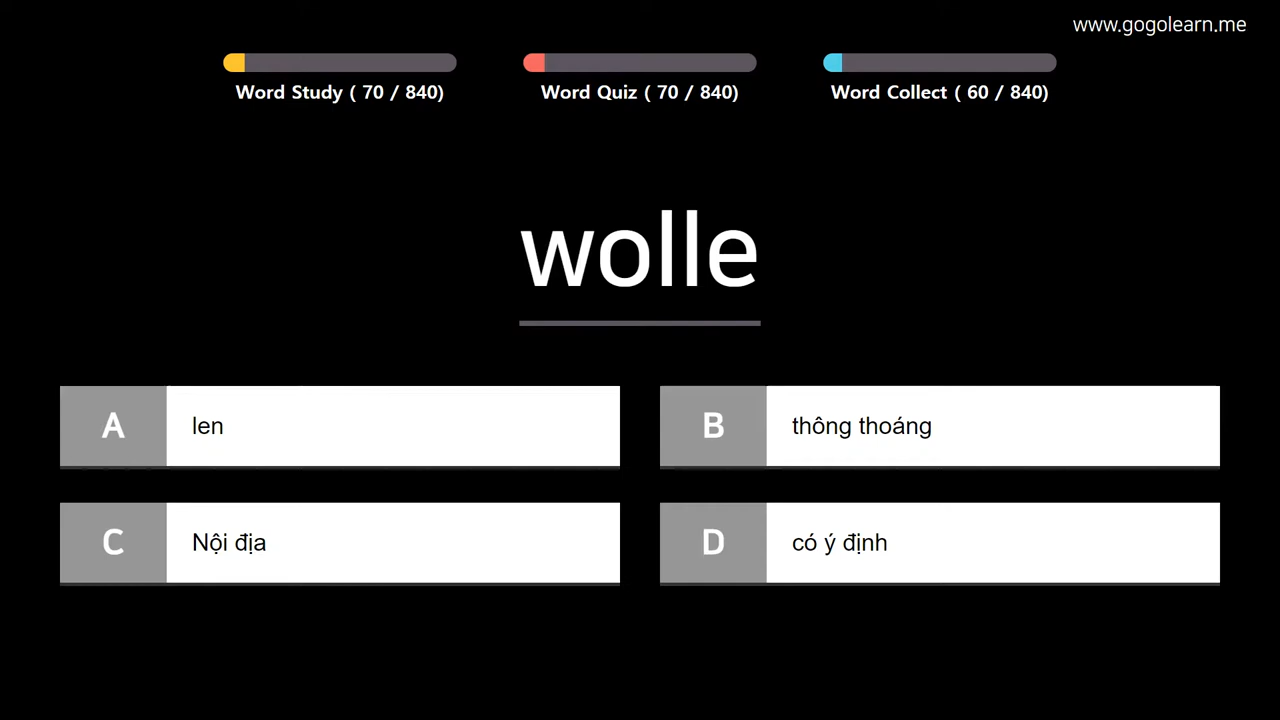 www.gogolearn.me
Word Study ( 70 / 840)
Word Quiz ( 70 / 840)
Word Collect ( 60 / 840)
wolle
A len
B thông thoáng
C Nội địa
D có ý định